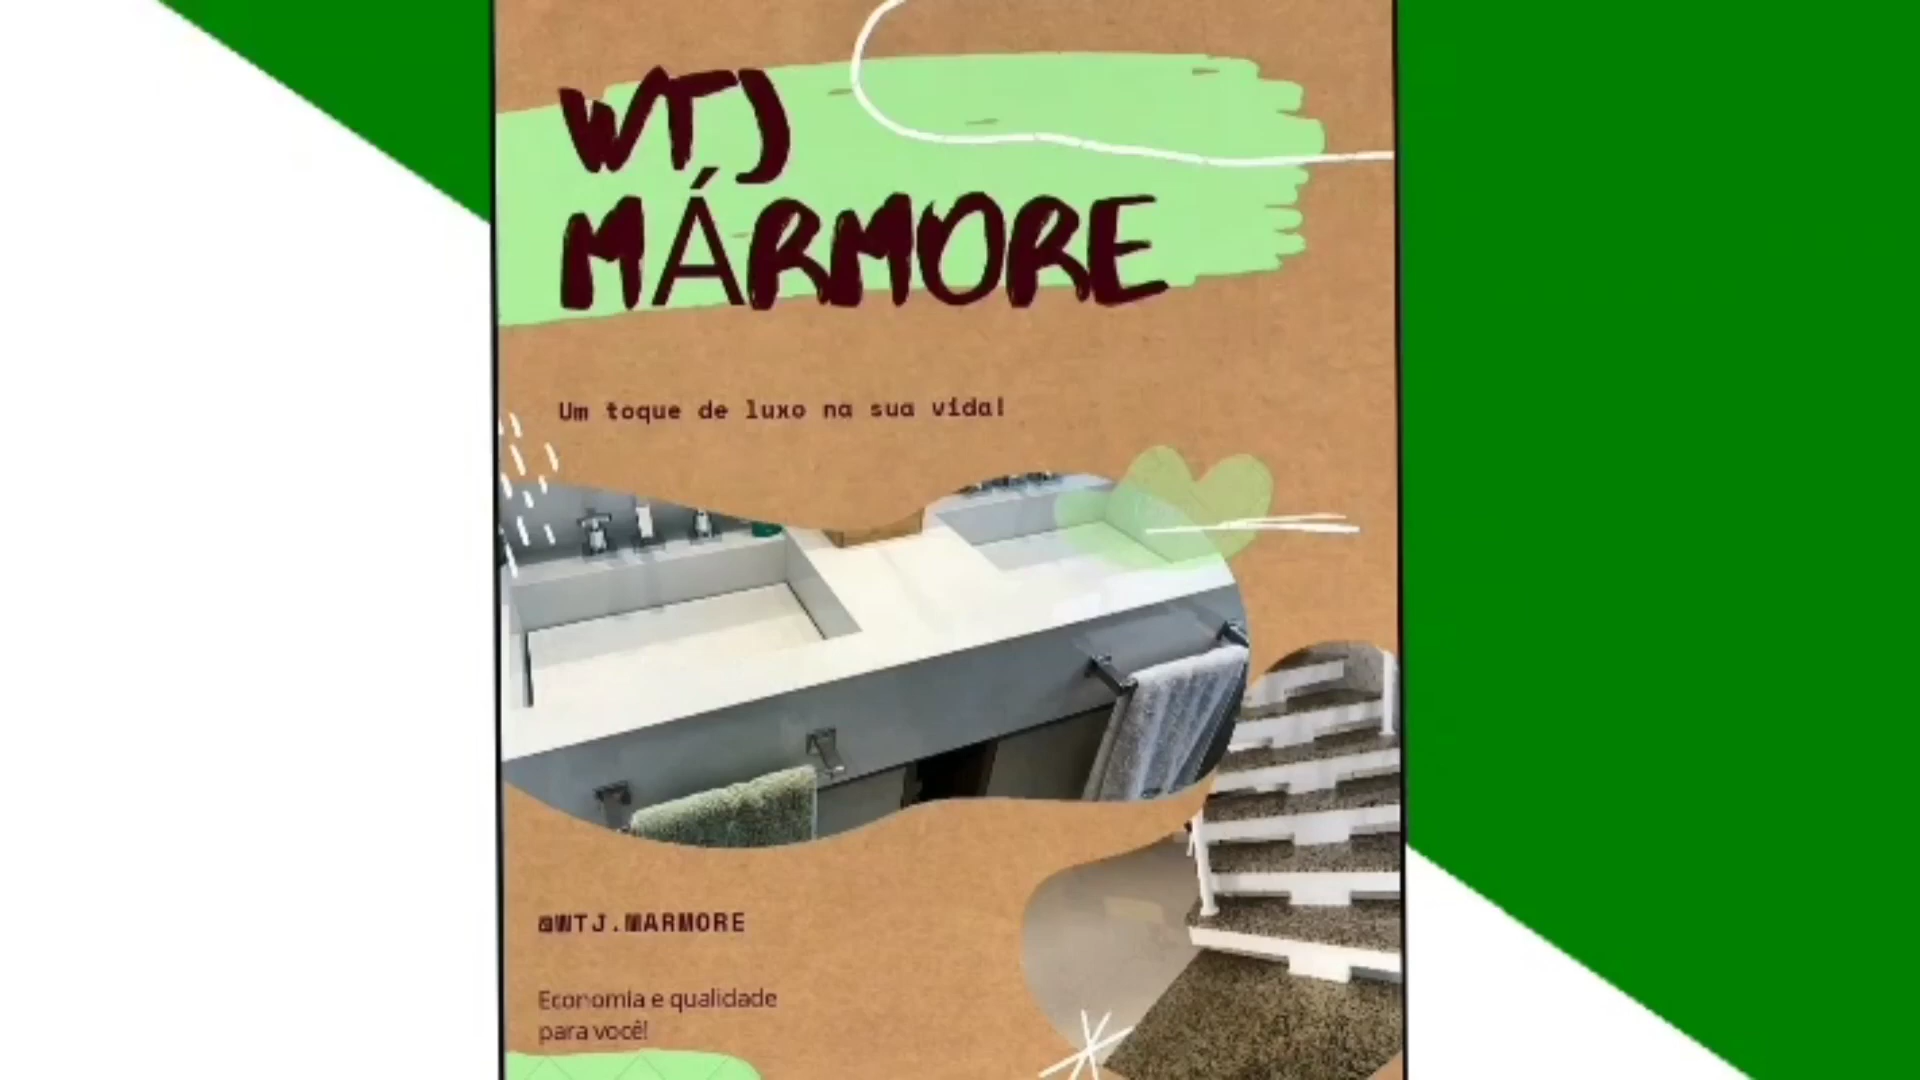 WTJ
MÁRMORE
Um toque de luxo na sua vida!
@WTJ.MARMORE
Economia e qualidade
para você!